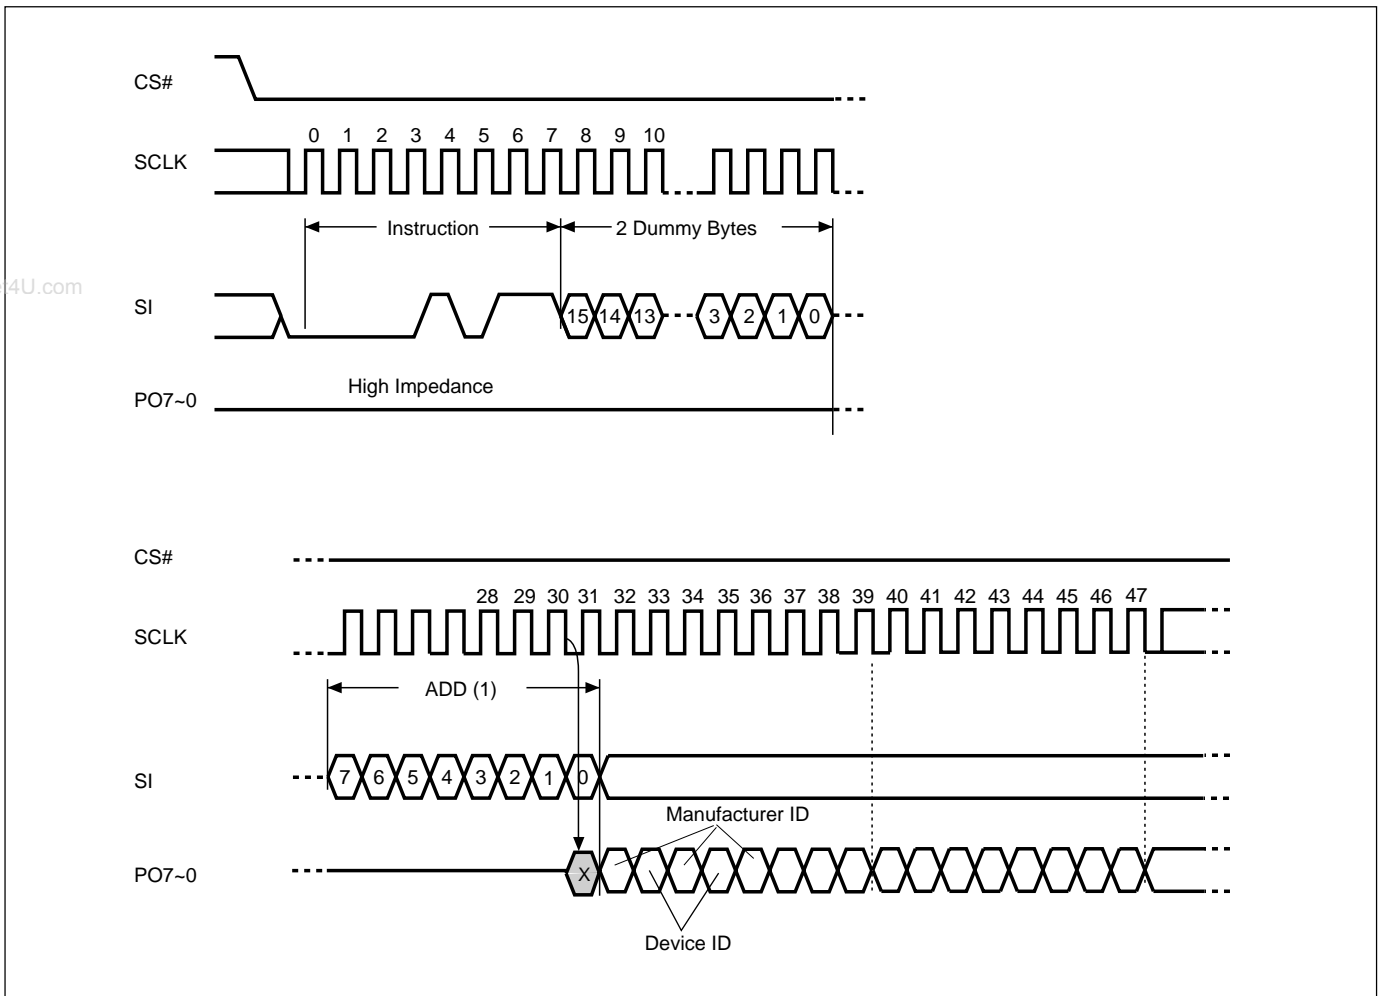 CS#
0 1 2 3 4 5 6 7 8 9 10
SCLK
Instruction 2 Dummy Bytes
4U.com
SI
15 14 13 3 2 1 0
High Impedance
PO7~0
CS#
28 29 30 31 32 33 34 35 36 37 38 39 40 41 42 43 44 45 46 47
SCLK
ADD (1)
SI
7 6 5 4 3 2 1 0
Manufacturer ID
PO7~0
X
Device ID